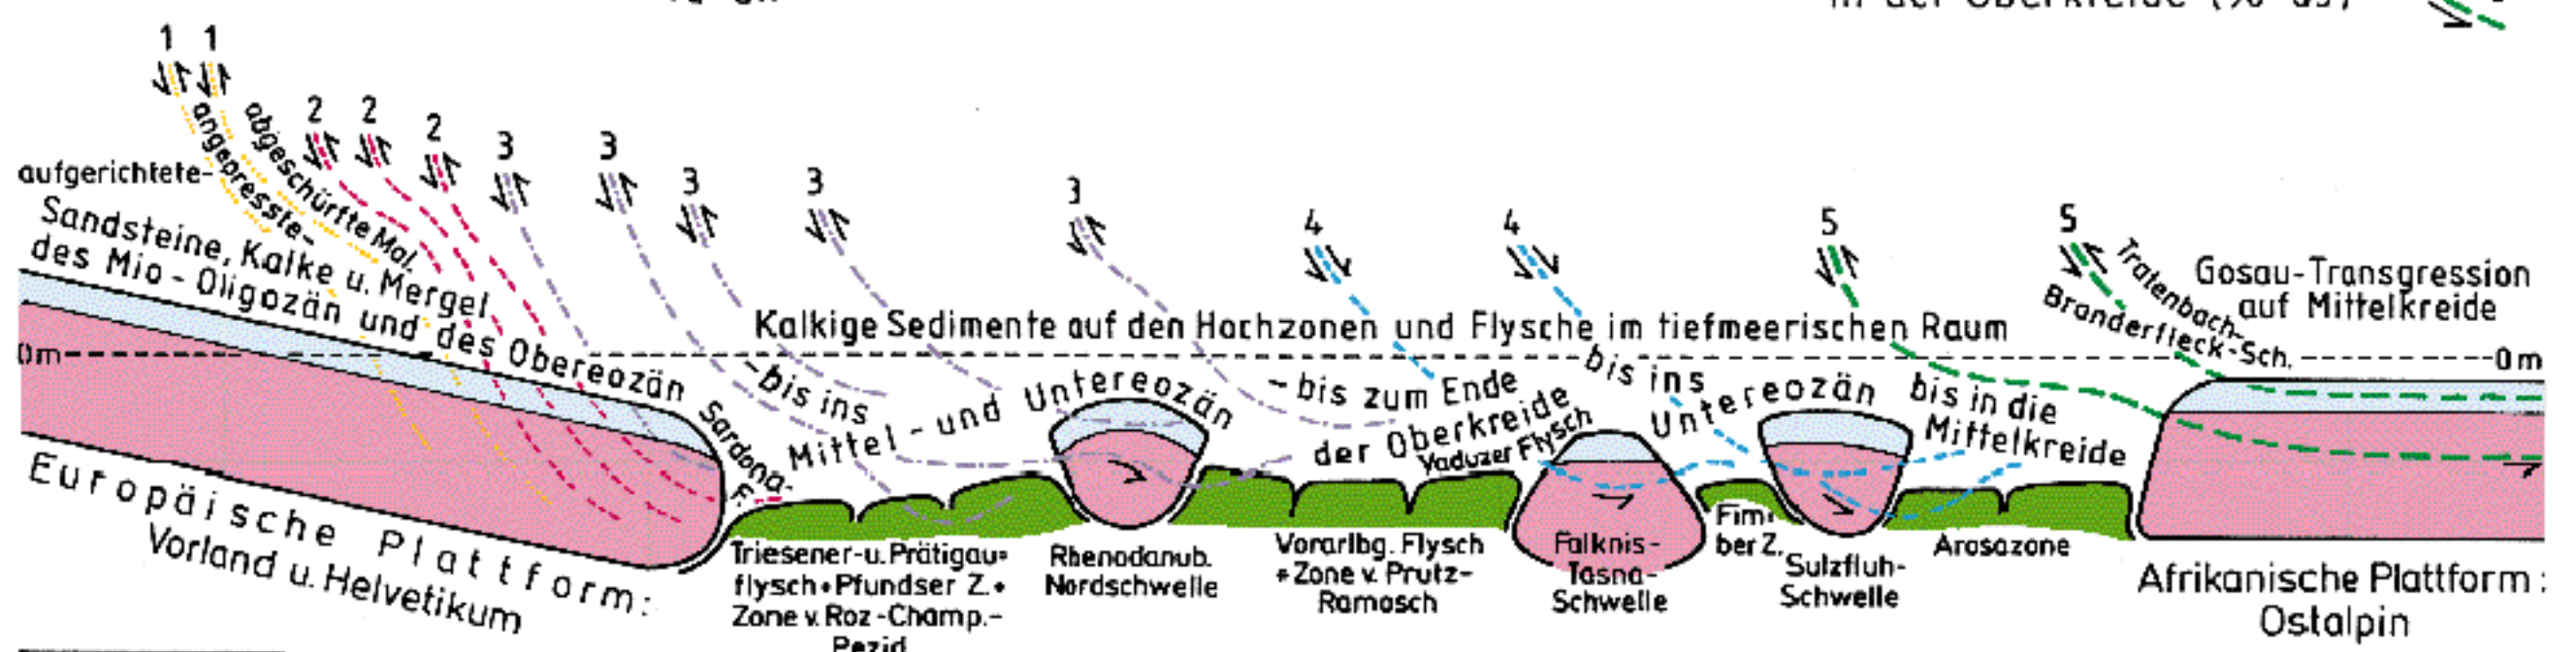 in der Oberkreide (% us)
1 1
2 2 2
3 3 3 3 3
4 4
5 5
aufgerichtete-
angepresste-
abgeschürfte Mol.
Sandsteine, Kalke u. Mergel
des Mio - Oligozän und des Obereozän
Kalkige Sedimente auf den Hochzonen und Flysche im tiefmeerischen Raum
Tratenbach-
Branderfleck-Sch.
Gosau-Transgression
auf Mittelkreide
0m
0m
Sardona-
F.
-bis ins
Mittel-und Untereozän
-bis zum Ende
der Oberkreide
Vaduzer Flysch
bis ins
Untereozän
bis in die
Mittelkreide
Europäische Plattform:
Vorland u. Helvetikum
Triesener-u. Prätigau=
flysch+Pfundser Z.+
Zone v. Roz-Champ.-
Pezid
Rhenodanub.
Nordschwelle
Vorarlbg. Flysch
+Zone v. Prutz-
Ramosch
Falknis-
Tasna-
Schwelle
Fim=
ber Z.
Sulzfluh-
Schwelle
Arosazone
Afrikanische Plattform:
Ostalpin